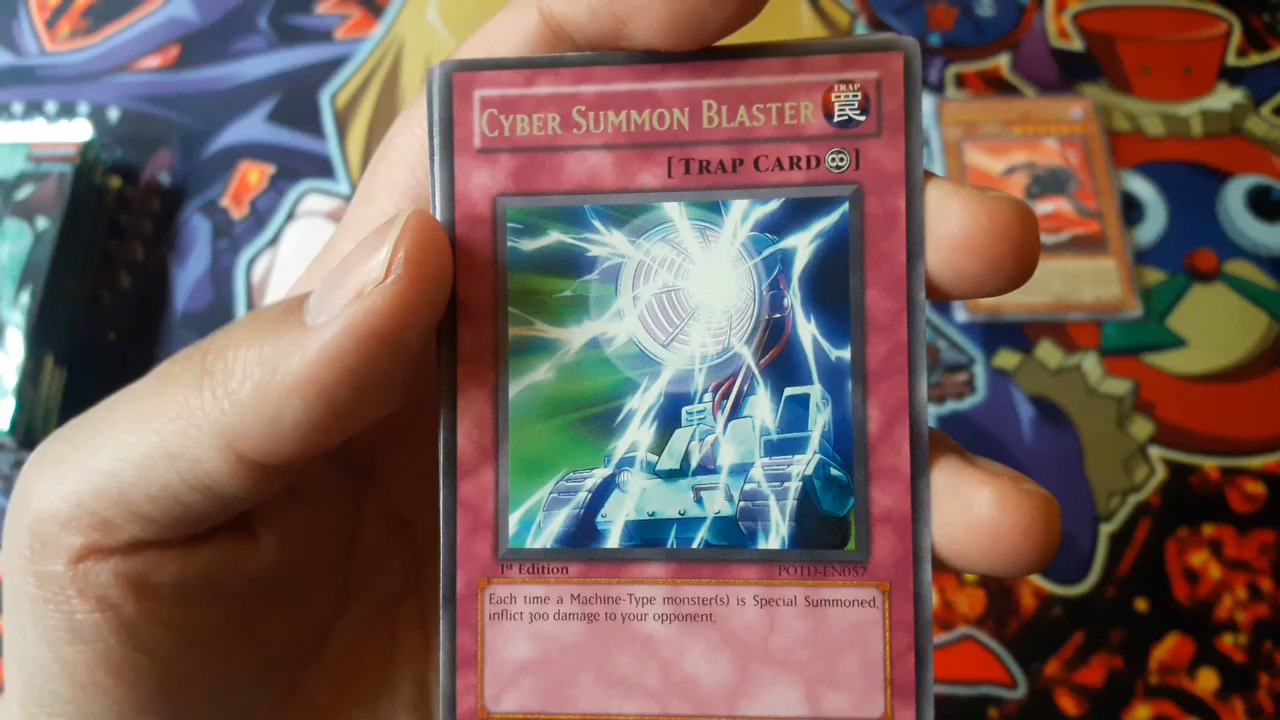 CYBER SUMMON BLASTER
TRAP
罠
[TRAP CARD]
1st Edition POTD-EN057
Each time a Machine-Type monster(s) is Special Summoned,
inflict 300 damage to your opponent.